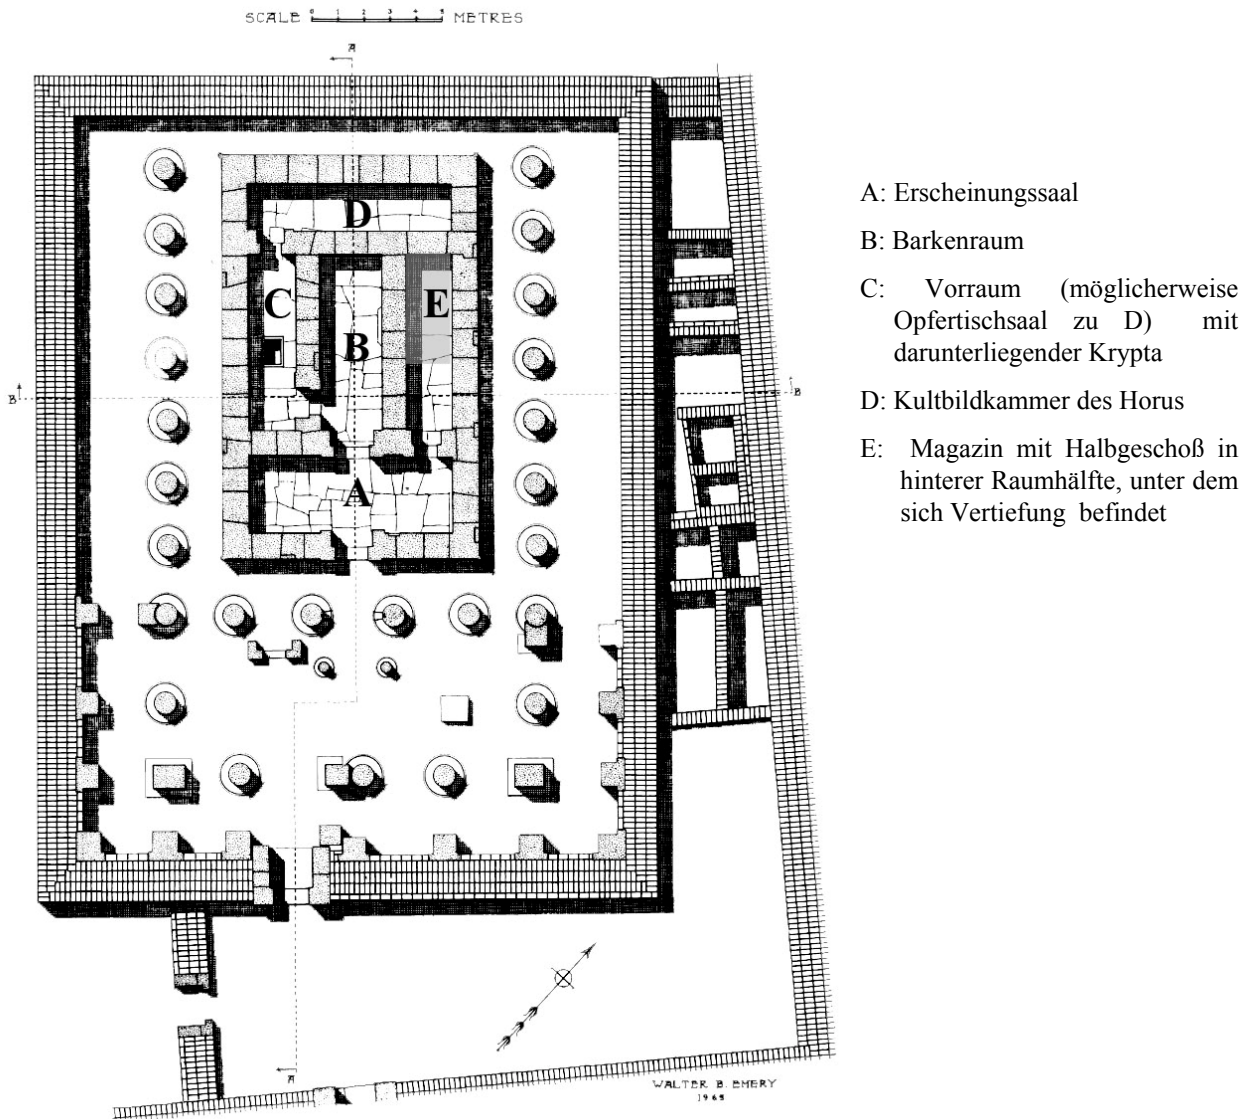 SCALE 0 1 2 3 4 5 METRES
A
D
C
E
B
B
B
A
A
WALTER B. EMERY
1965
A: Erscheinungssaal
B: Barkenraum
C: Vorraum (möglicherweise
Opfertischsaal zu D) mit
darunterliegender Krypta
D: Kultbildkammer des Horus
E: Magazin mit Halbgeschoß in
hinterer Raumhälfte, unter dem
sich Vertiefung befindet